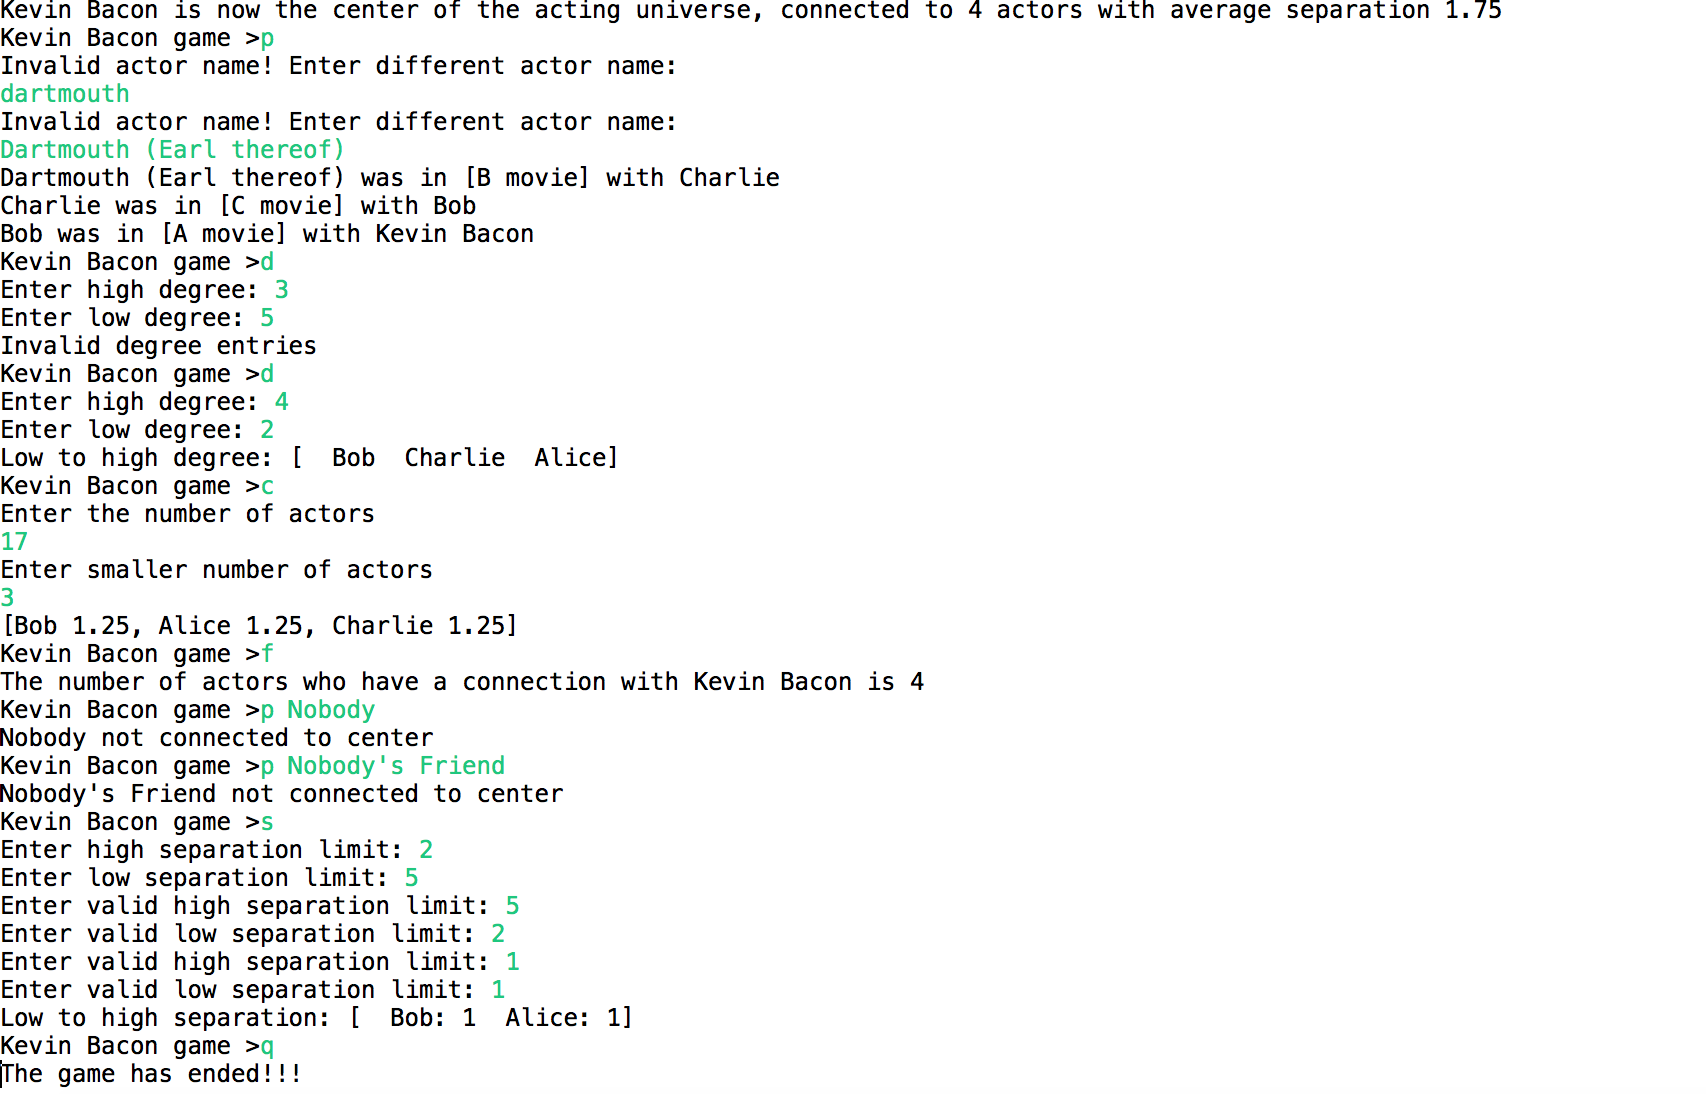 Kevin Bacon is now the center of the acting universe, connected to 4 actors with average separation 1.75
Kevin Bacon game >p
Invalid actor name! Enter different actor name:
dartmouth
Invalid actor name! Enter different actor name:
Dartmouth (Earl thereof)
Dartmouth (Earl thereof) was in [B movie] with Charlie
Charlie was in [C movie] with Bob
Bob was in [A movie] with Kevin Bacon
Kevin Bacon game >d
Enter high degree: 3
Enter low degree: 5
Invalid degree entries
Kevin Bacon game >d
Enter high degree: 4
Enter low degree: 2
Low to high degree: [  Bob  Charlie  Alice]
Kevin Bacon game >c
Enter the number of actors
17
Enter smaller number of actors
3
[Bob 1.25, Alice 1.25, Charlie 1.25]
Kevin Bacon game >f
The number of actors who have a connection with Kevin Bacon is 4
Kevin Bacon game >p Nobody
Nobody not connected to center
Kevin Bacon game >p Nobody's Friend
Nobody's Friend not connected to center
Kevin Bacon game >s
Enter high separation limit: 2
Enter low separation limit: 5
Enter valid high separation limit: 5
Enter valid low separation limit: 2
Enter valid high separation limit: 1
Enter valid low separation limit: 1
Low to high separation: [  Bob: 1  Alice: 1]
Kevin Bacon game >q
The game has ended!!!